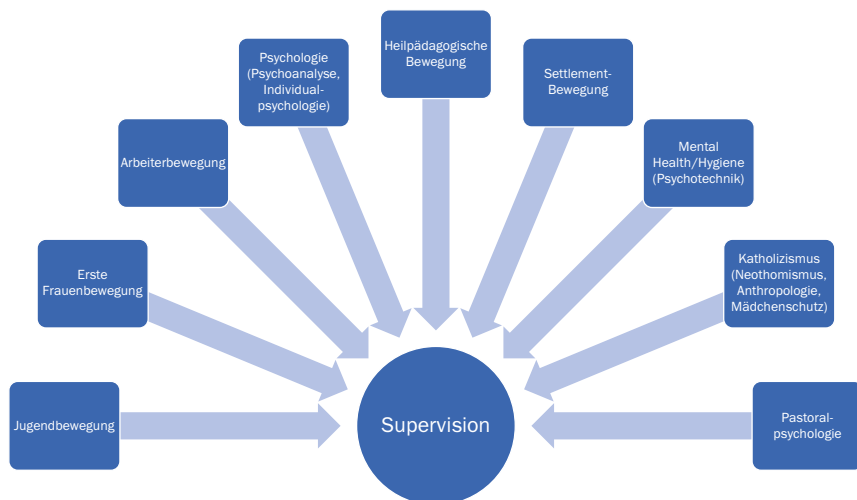 Heilpädagogische
Bewegung
Psychologie
(Psychoanalyse,
Individual-
psychologie)
Settlement-
Bewegung
Arbeiterbewegung
Mental
Health/Hygiene
(Psychotechnik)
Erste
Frauenbewegung
Katholizismus
(Neothomismus,
Anthropologie,
Mädchenschutz)
Jugendbewegung
Supervision
Pastoral-
psychologie